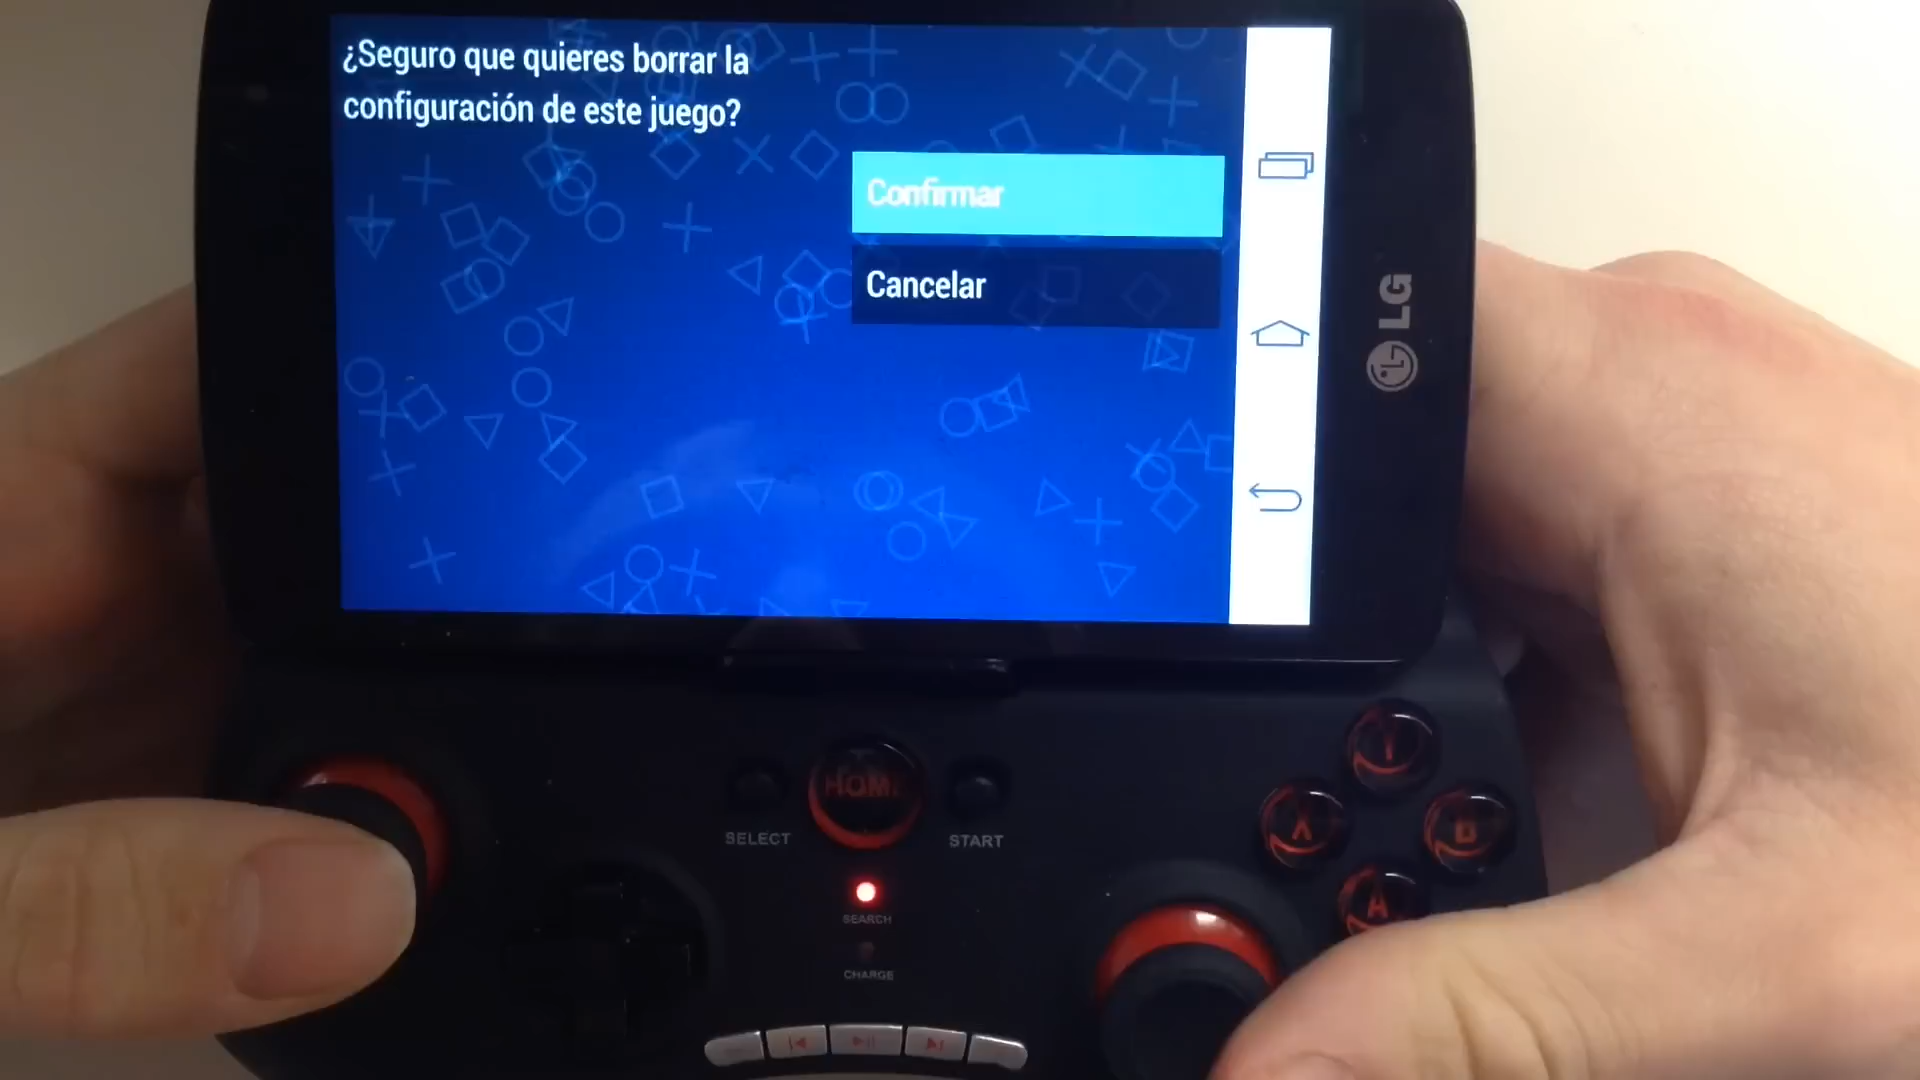 ¿Seguro que quieres borrar la
configuración de este juego?
Confirmar
Cancelar
LG
HOME
SELECT
START
Y
X
B
A
SEARCH
CHARGE